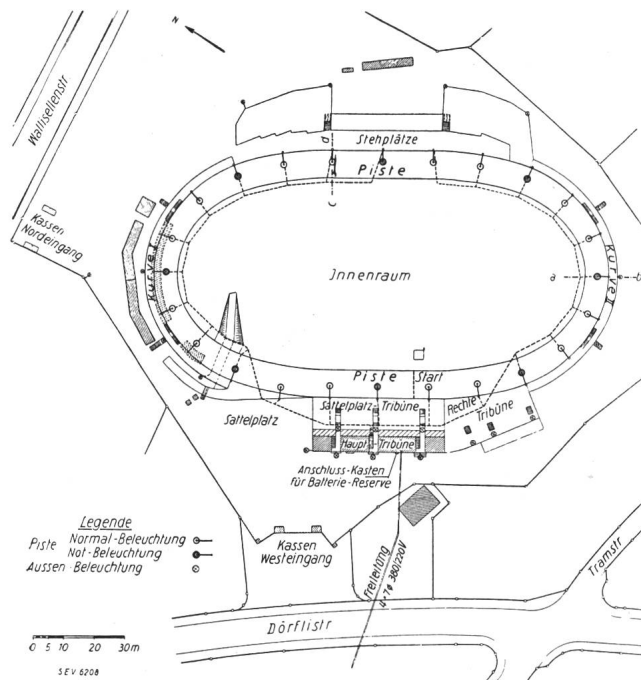 N
Wallisellenstr
Stehplätze
d
Piste
c
Kassen
Nordeingang
Kurve
Innenraum
a
b
Kurve
Piste
Start
Sattelplatz
Sattelplatz-Tribüne
Rechte
Tribüne
Haupt-Tribüne
Anschluss-Kasten
für Batterie-Reserve
Legende
Piste
Normal-Beleuchtung
Not-Beleuchtung
Aussen-Beleuchtung
Kassen
Westeingang
Freileitung
380/220V
Tramstr
Dörflistr
0 5 10 20 30m
SEV 6208